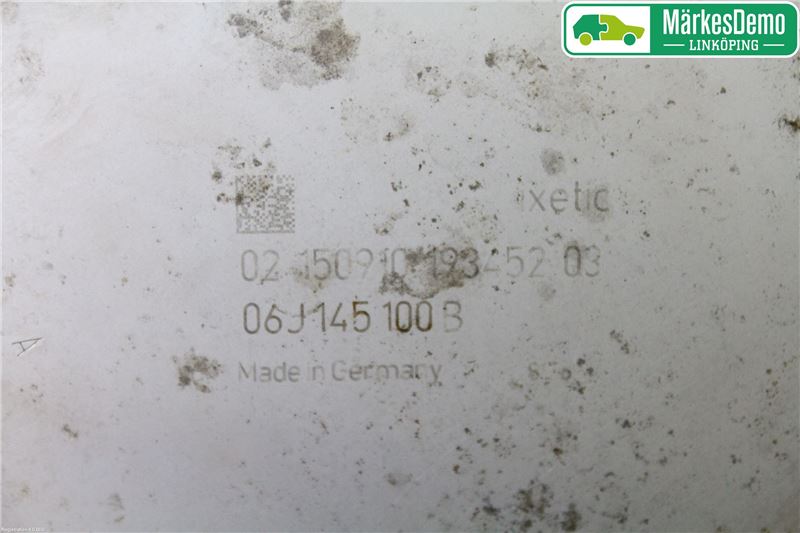 MärkesDemo
LINKÖPING
ixetic
02 150910 193452 03
06J 145 100 B
Made in Germany
A